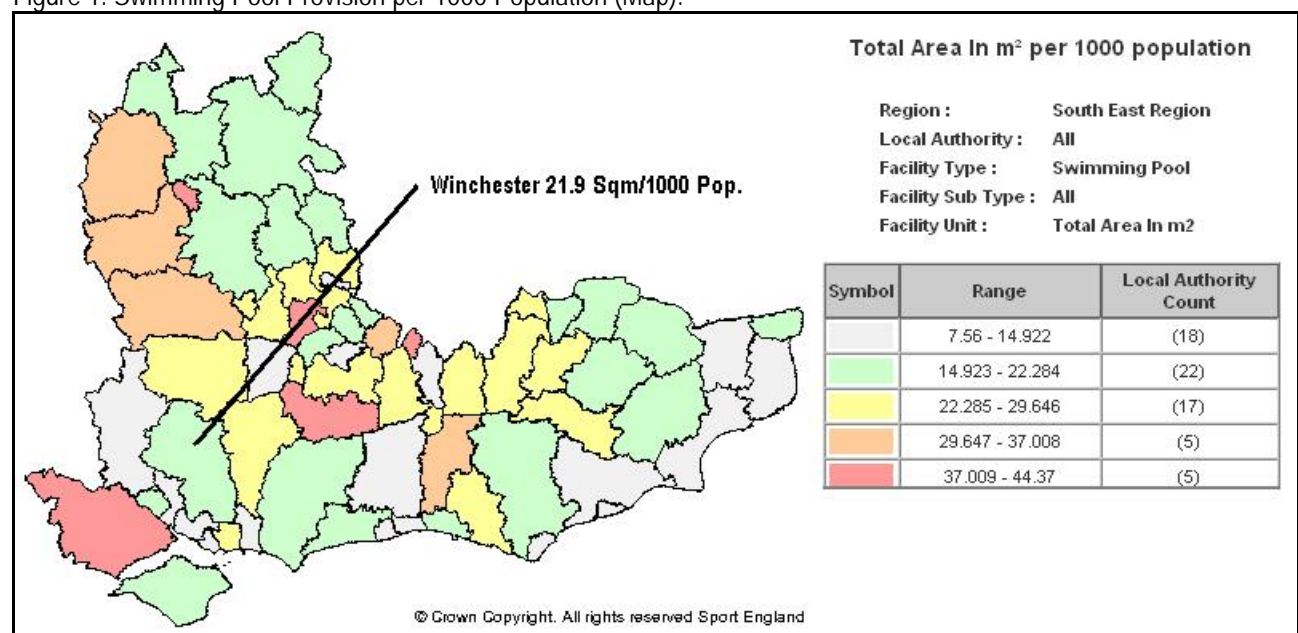 Figure 1: Swimming Pool Provision per 1000 Population (Map).
Total Area In m² per 1000 population
Region : South East Region
Local Authority : All
Facility Type : Swimming Pool
Facility Sub Type : All
Facility Unit : Total Area In m2
Winchester 21.9 Sqm/1000 Pop.
Symbol Range Local Authority Count
7.56 - 14.922 (18)
14.923 - 22.284 (22)
22.285 - 29.646 (17)
29.647 - 37.008 (5)
37.009 - 44.37 (5)
© Crown Copyright. All rights reserved Sport England